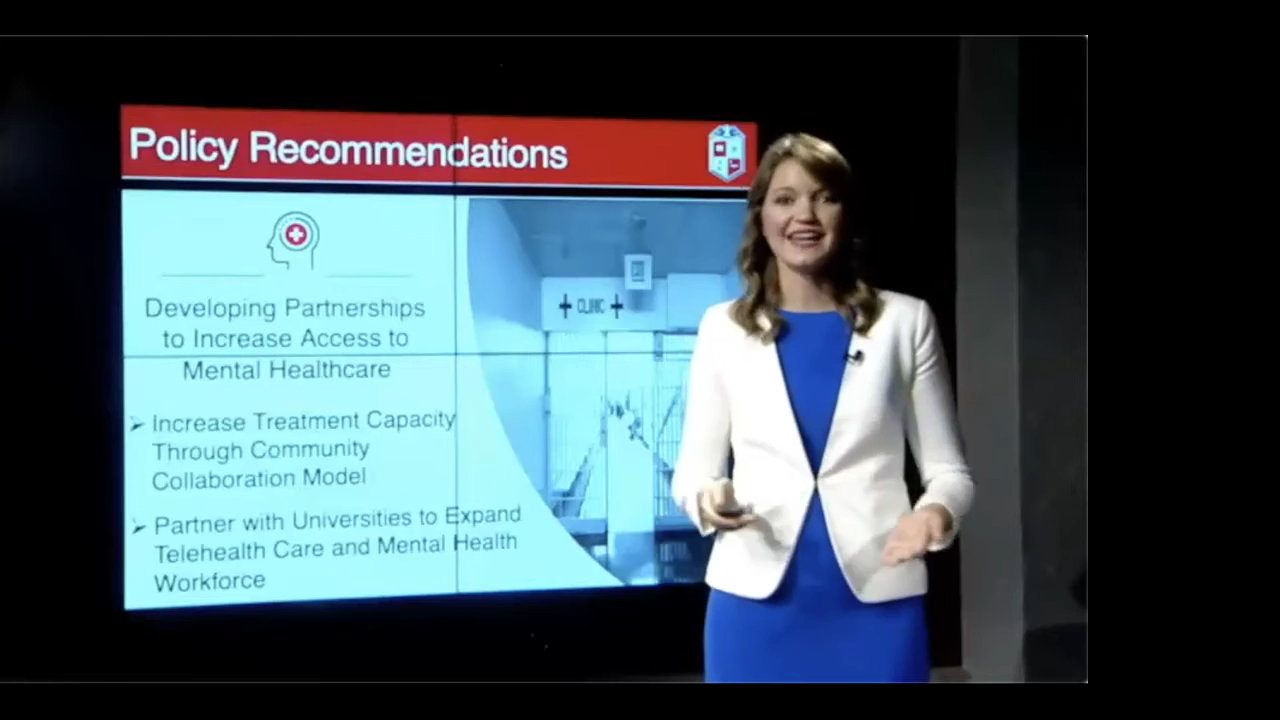 Policy Recommendations
Developing Partnerships
to Increase Access to
Mental Healthcare
➢ Increase Treatment Capacity
Through Community
Collaboration Model
➢ Partner with Universities to Expand
Telehealth Care and Mental Health
Workforce
CLINIC